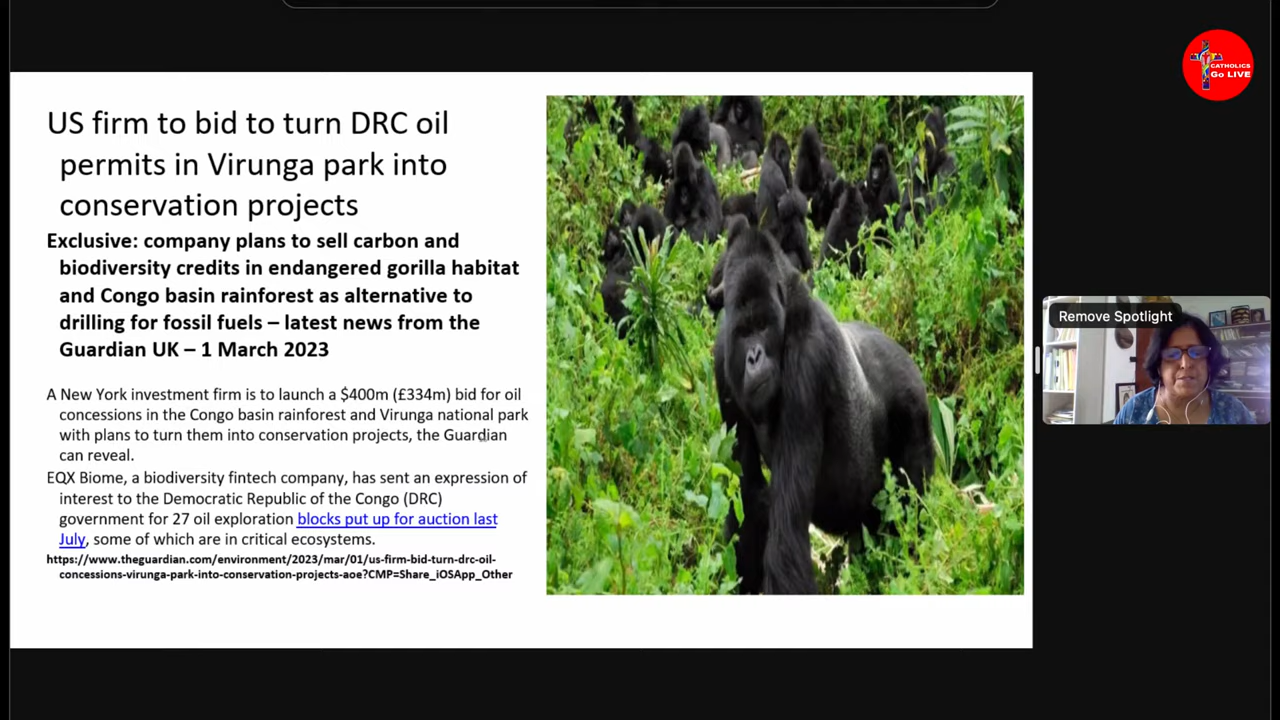 CATHOLICS
Go LIVE
US firm to bid to turn DRC oil
permits in Virunga park into
conservation projects
Exclusive: company plans to sell carbon and
biodiversity credits in endangered gorilla habitat
and Congo basin rainforest as alternative to
drilling for fossil fuels – latest news from the
Guardian UK – 1 March 2023
A New York investment firm is to launch a $400m (£334m) bid for oil
concessions in the Congo basin rainforest and Virunga national park
with plans to turn them into conservation projects, the Guardian
can reveal.
EQX Biome, a biodiversity fintech company, has sent an expression of
interest to the Democratic Republic of the Congo (DRC)
government for 27 oil exploration blocks put up for auction last
July, some of which are in critical ecosystems.
https://www.theguardian.com/environment/2023/mar/01/us-firm-bid-turn-drc-oil-
concessions-virunga-park-into-conservation-projects-aoe?CMP=Share_iOSApp_Other
Remove Spotlight